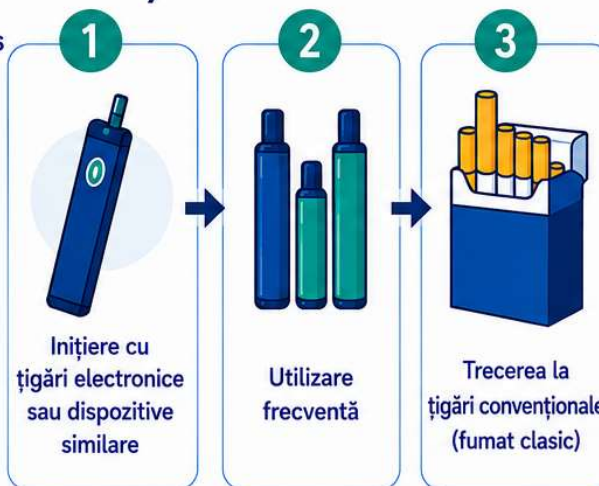 1
2
3
Inițiere cu
țigări electronice
sau dispozitive
similare
Utilizare
frecventă
Trecerea la
țigări convenționale
(fumat clasic)